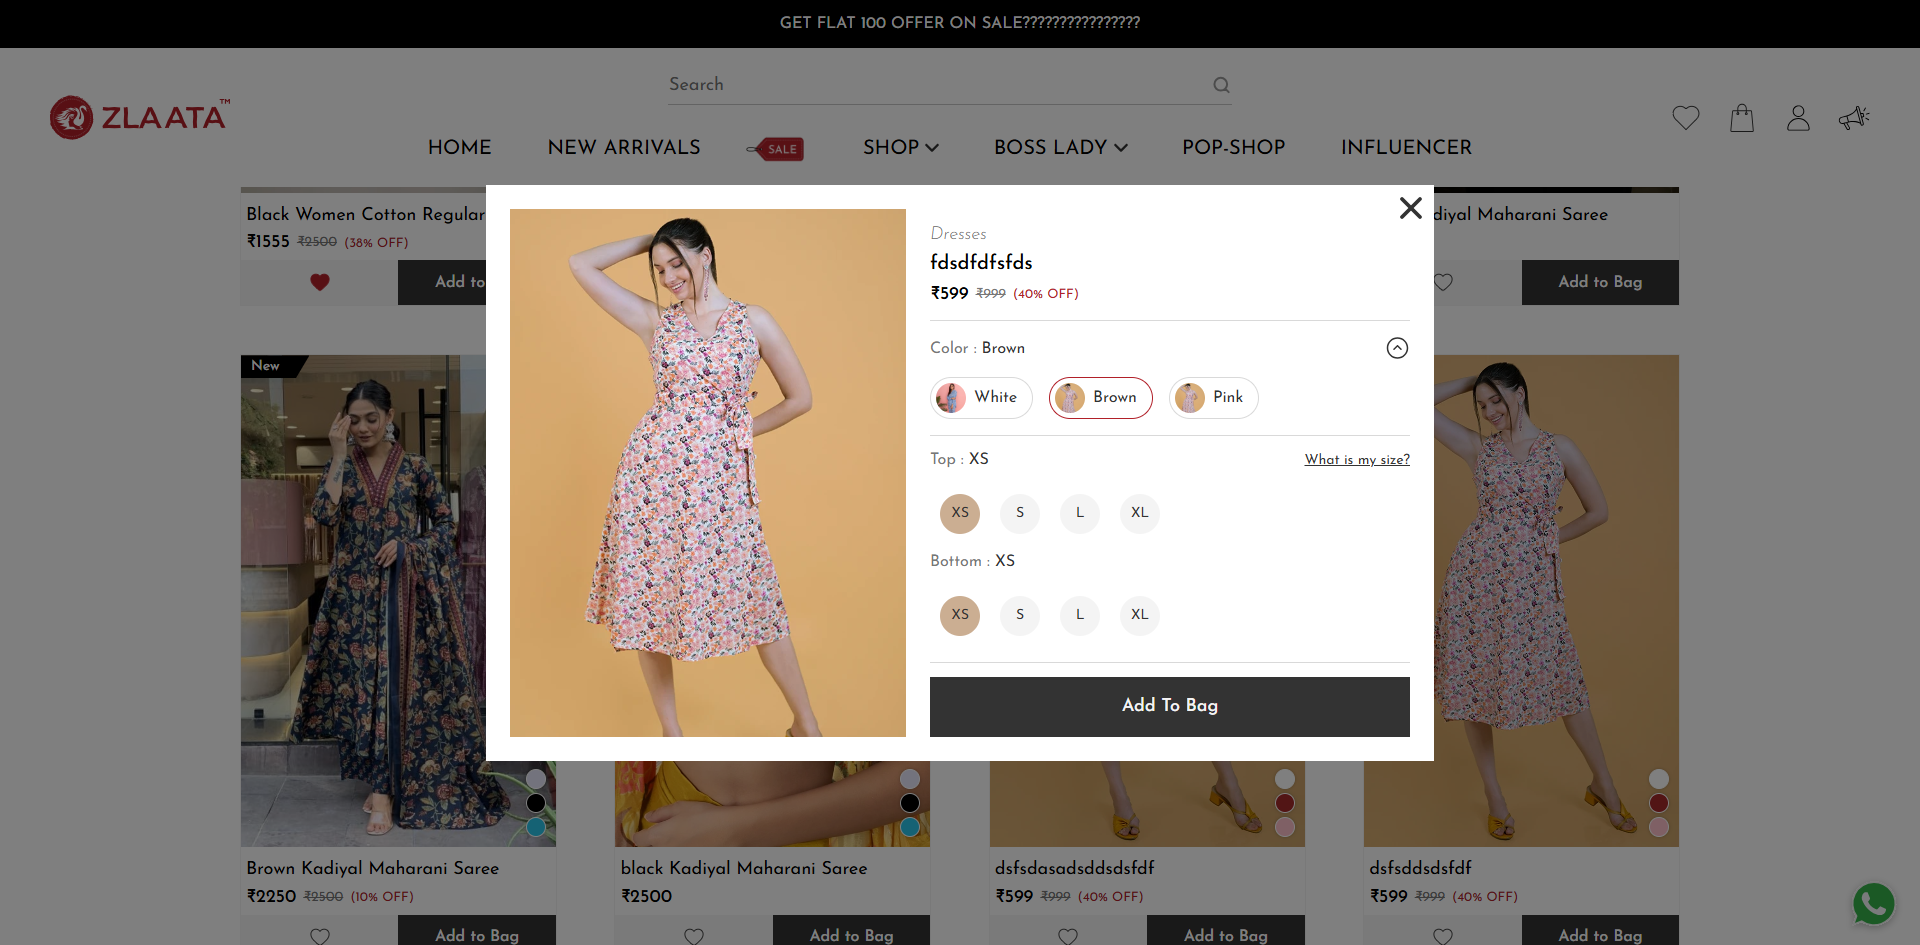 GET FLAT 100 OFFER ON SALE????????????????
Search
ZLAATA™
HOME
NEW ARRIVALS
SALE
SHOP
BOSS LADY
POP-SHOP
INFLUENCER
Black Women Cotton Regular
₹1555 ₹2500 (38% OFF)
Add to
diyal Maharani Saree
Add to Bag
Dresses
fdsdfdfsfds
₹599 ₹999 (40% OFF)
Color : Brown
White
Brown
Pink
Top : XS
What is my size?
XS
S
L
XL
Bottom : XS
XS
S
L
XL
Add To Bag
New
Brown Kadiyal Maharani Saree
₹2250 ₹2500 (10% OFF)
Add to Bag
black Kadiyal Maharani Saree
₹2500
Add to Bag
dsfsdasadsddsdsfdf
₹599 ₹999 (40% OFF)
Add to Bag
dsfsddsdsfdf
₹599 ₹999 (40% OFF)
Add to Bag